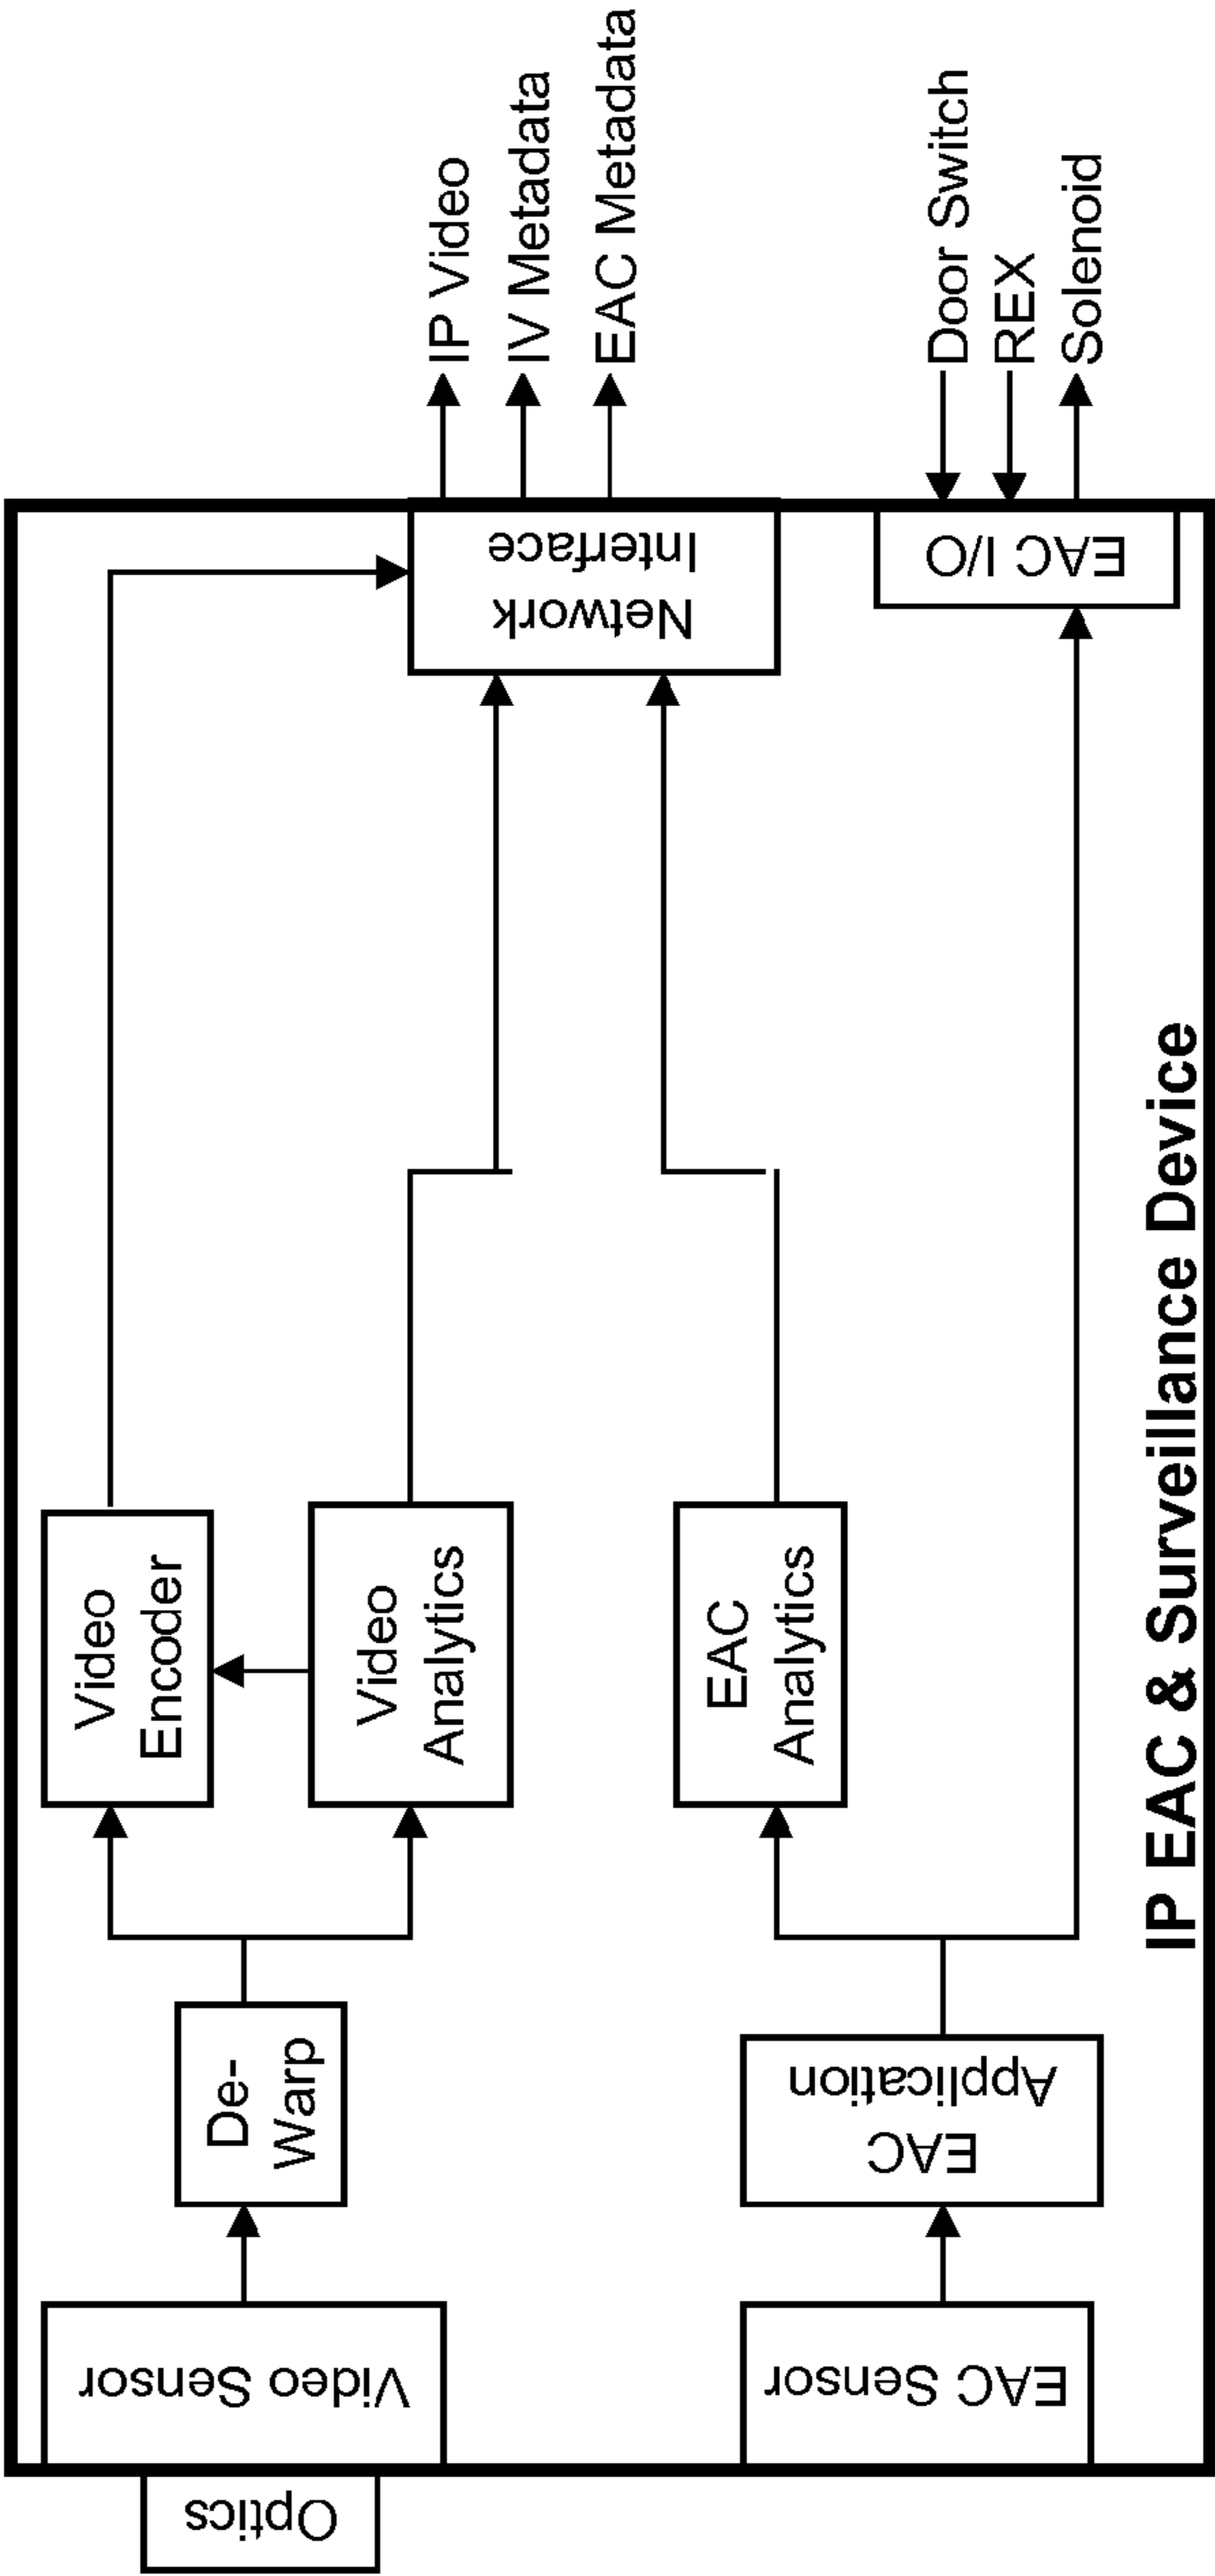 Optics
Video Sensor
De-
Warp
Video
Encoder
Video
Analytics
Network
Interface
IP Video
IV Metadata
EAC Metadata
EAC Sensor
EAC
Application
EAC
Analytics
EAC I/O
Door Switch
REX
Solenoid
IP EAC & Surveillance Device